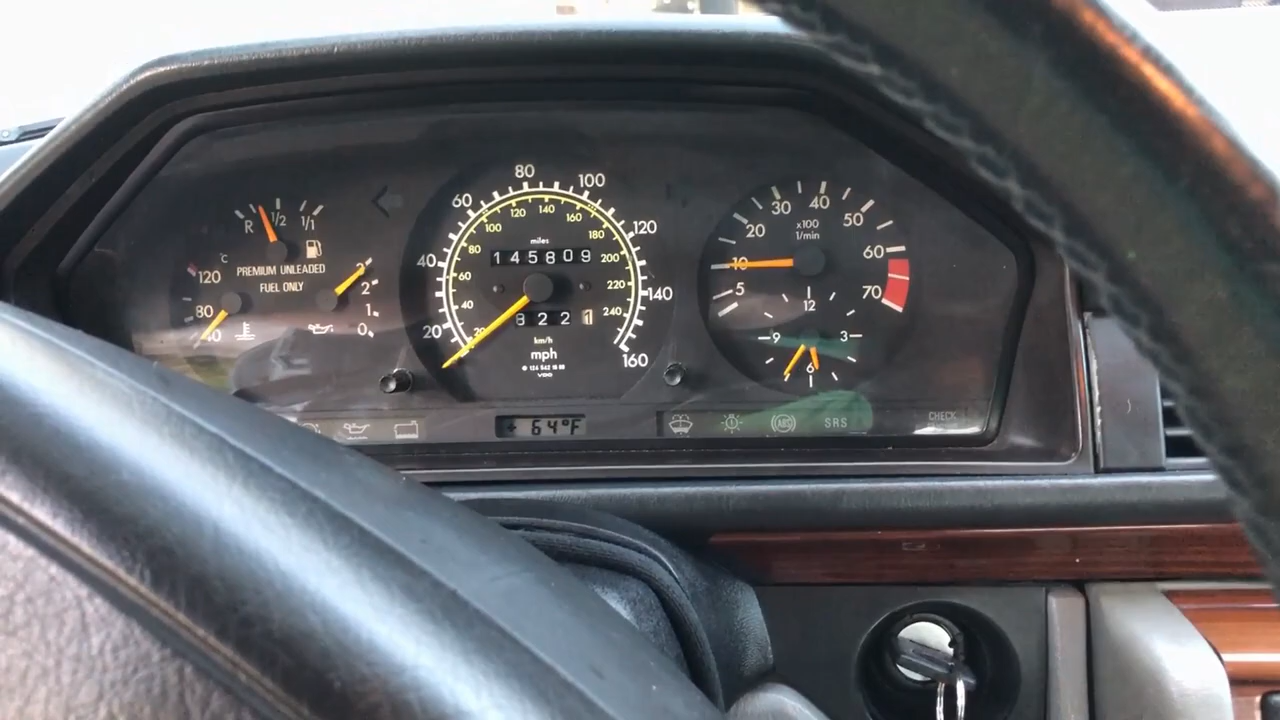 R 1/2 1/1
°C
120
80
40
PREMIUM UNLEADED
FUEL ONLY
3
2
1
0
20 40 60 80 100 120 140 160
20 40 60 80 100 120 140 160 180 200 220 240
miles
145809
822 1
km/h
mph
VDO
5 10 20 30 40 50 60 70
x100
1/min
12
3
6
9
+ 64°F
ABS
SRS
CHECK